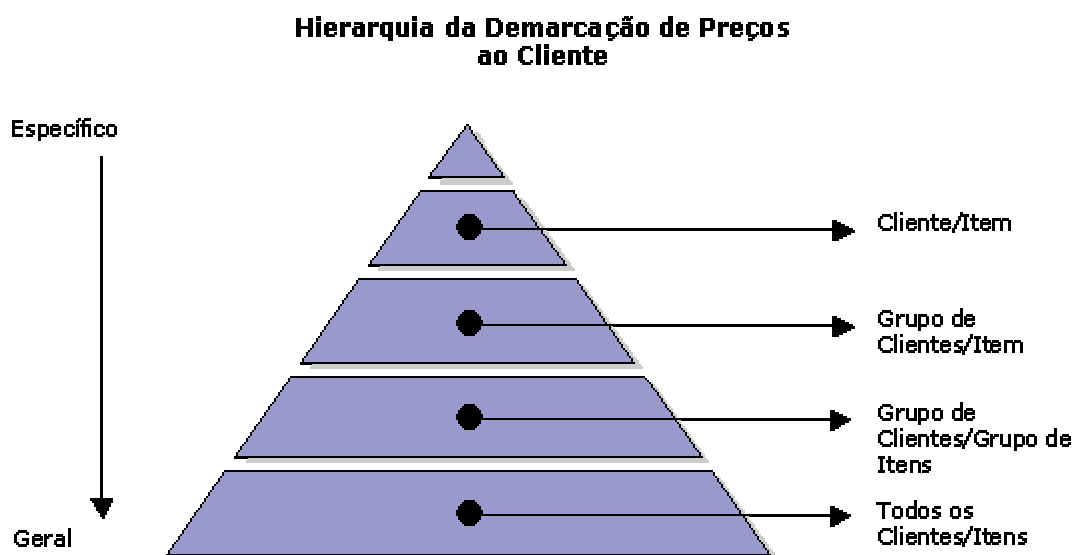 Hierarquia da Demarcação de Preços
ao Cliente
Específico
Cliente/Item
Grupo de
Clientes/Item
Grupo de
Clientes/Grupo de
Itens
Todos os
Clientes/Itens
Geral